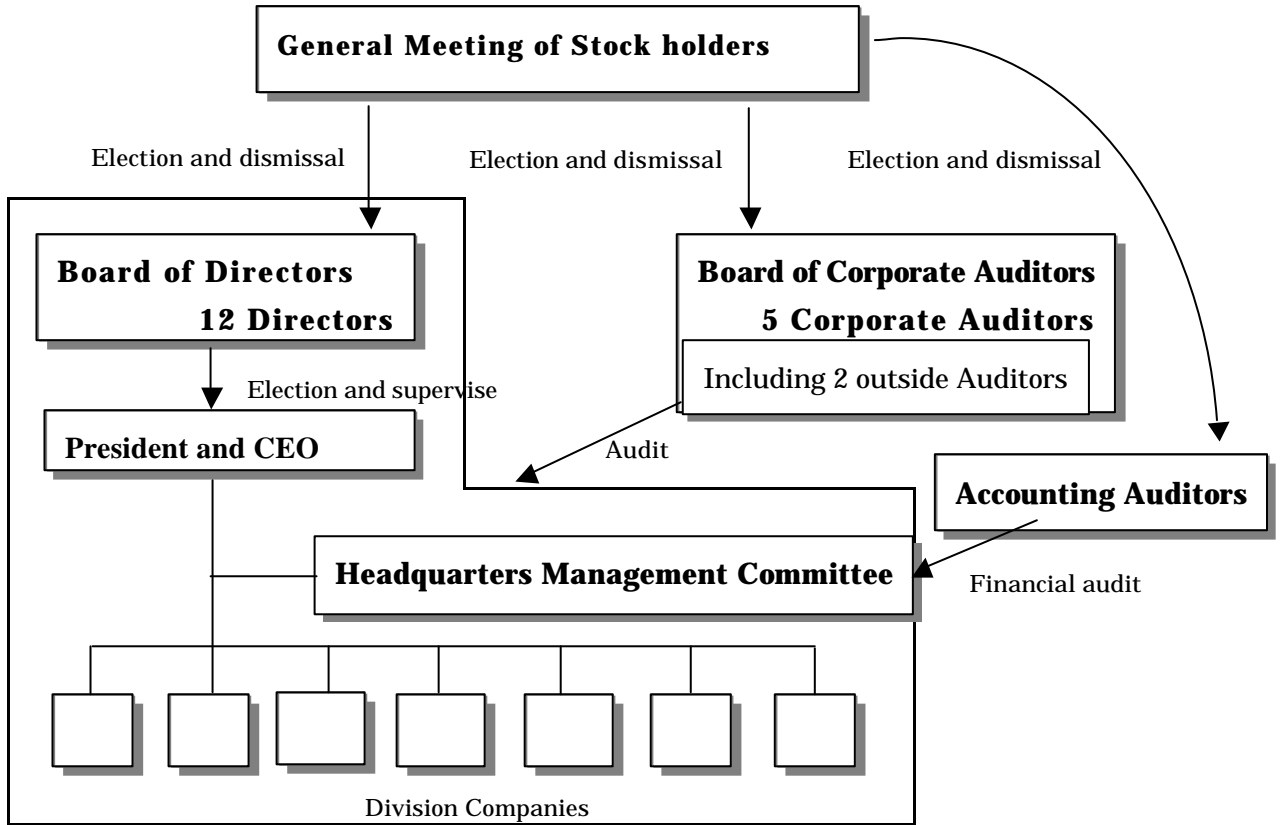 General Meeting of Stock holders
Election and dismissal
Election and dismissal
Election and dismissal
Board of Directors
12 Directors
Board of Corporate Auditors
5 Corporate Auditors
Including 2 outside Auditors
Election and supervise
President and CEO
Audit
Accounting Auditors
Headquarters Management Committee
Financial audit
Division Companies